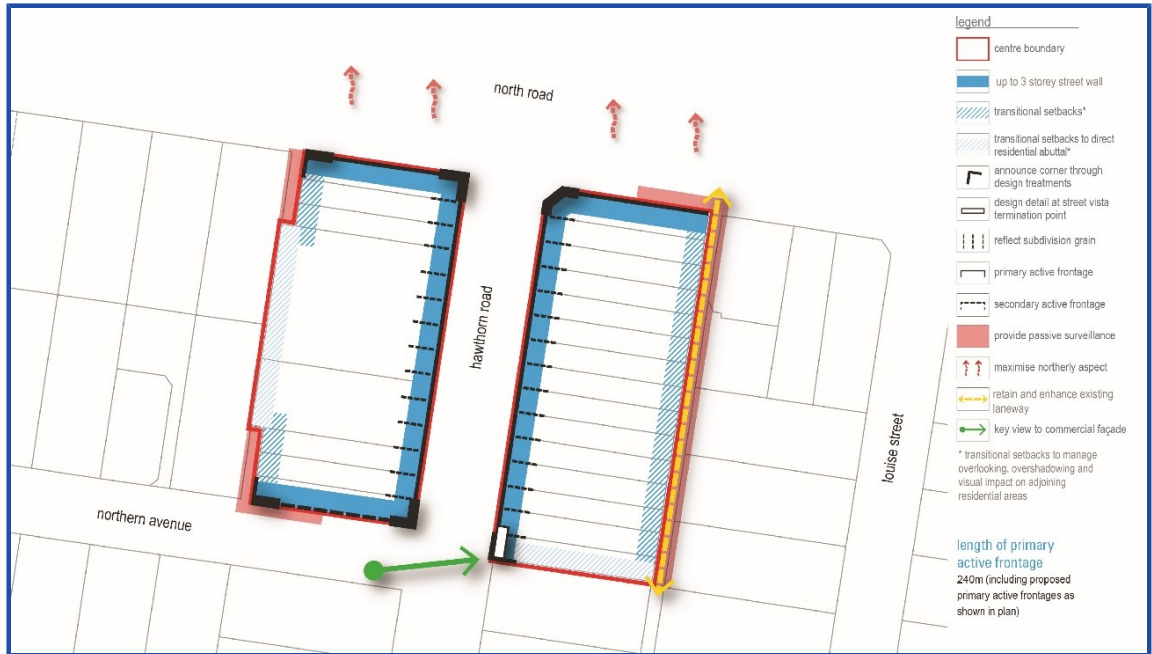 north road
hawthorn road
northern avenue
louise street
legend
centre boundary
up to 3 storey street wall
transitional setbacks*
transitional setbacks to direct
residential abuttal*
announce corner through
design treatments
design detail at street vista
termination point
reflect subdivision grain
primary active frontage
secondary active frontage
provide passive surveillance
maximise northerly aspect
retain and enhance existing
laneway
key view to commercial façade
* transitional setbacks to manage
overlooking, overshadowing and
visual impact on adjoining
residential areas
length of primary
active frontage
240m (including proposed
primary active frontages as
shown in plan)